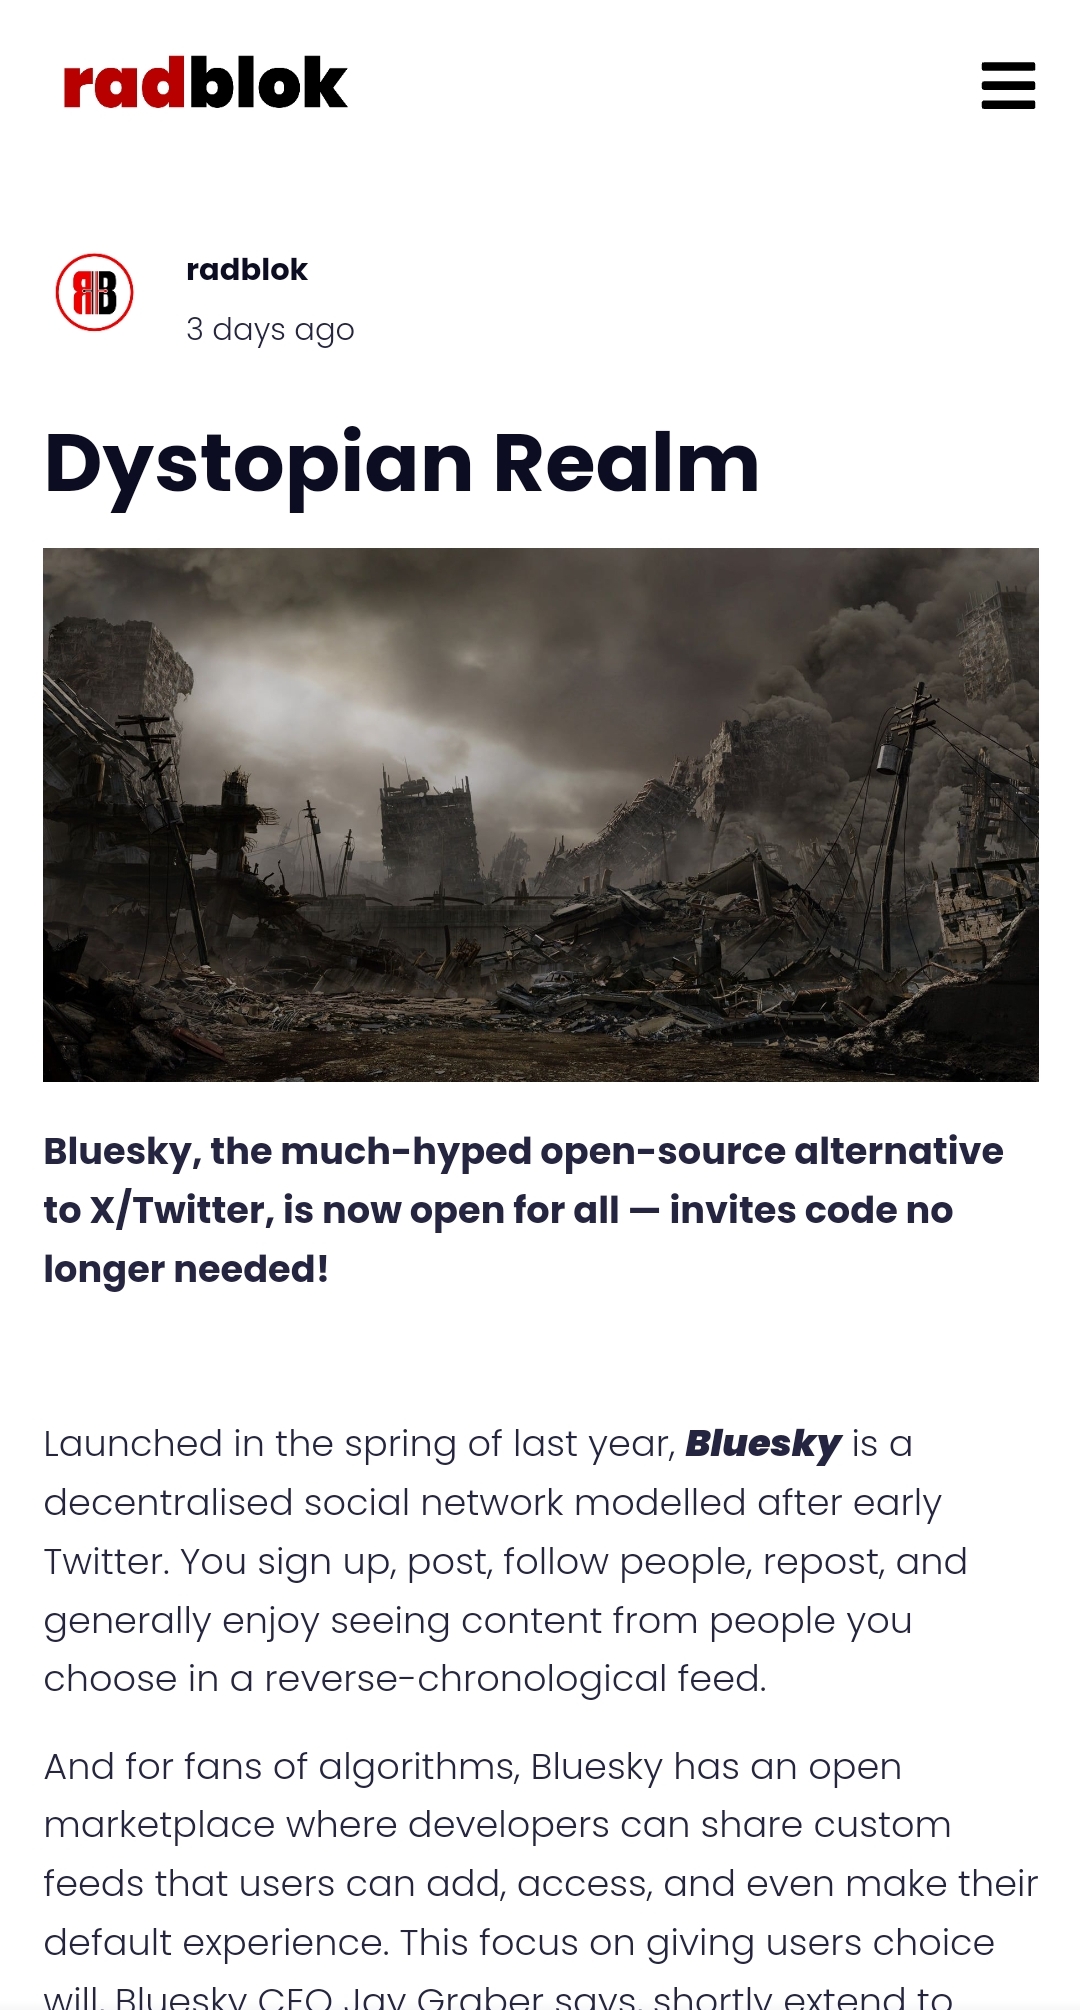 radblok
radblok
3 days ago
Dystopian Realm
Bluesky, the much-hyped open-source alternative
to X/Twitter, is now open for all — invites code no
longer needed!
Launched in the spring of last year, Bluesky is a
decentralised social network modelled after early
Twitter. You sign up, post, follow people, repost, and
generally enjoy seeing content from people you
choose in a reverse-chronological feed.
And for fans of algorithms, Bluesky has an open
marketplace where developers can share custom
feeds that users can add, access, and even make their
default experience. This focus on giving users choice
will, Bluesky CEO Jay Graber says, shortly extend to